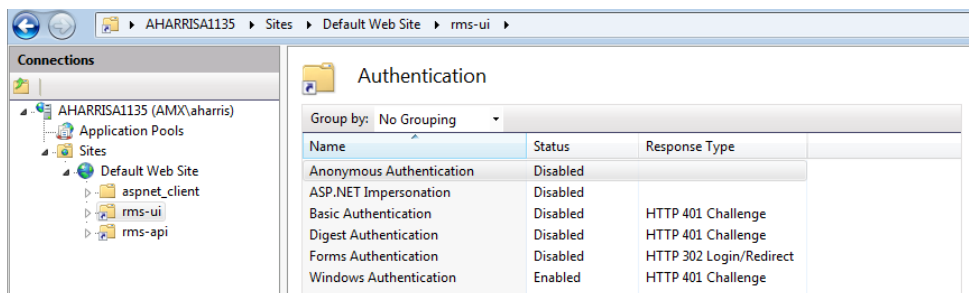 AHARRISA1135 Sites Default Web Site rms-ui
Connections
AHARRISA1135 (AMX\aharris)
Application Pools
Sites
Default Web Site
aspnet_client
rms-ui
rms-api
Authentication
Group by: No Grouping
Name Status Response Type
Anonymous Authentication Disabled
ASP.NET Impersonation Disabled
Basic Authentication Disabled HTTP 401 Challenge
Digest Authentication Disabled HTTP 401 Challenge
Forms Authentication Disabled HTTP 302 Login/Redirect
Windows Authentication Enabled HTTP 401 Challenge